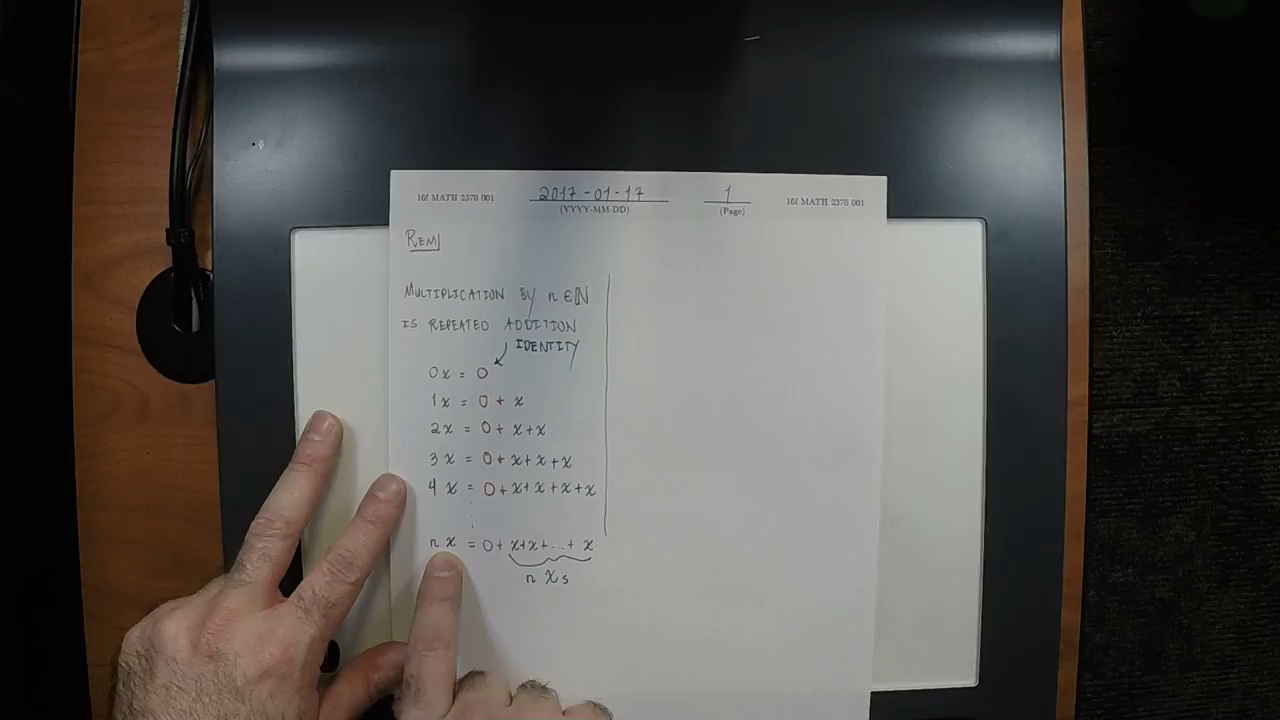 16f MATH 2370 001 2017-01-17 1 16f MATH 2370 001
(YYYY-MM-DD) (Page)
REM
MULTIPLICATION BY n ∈ ℕ
IS REPEATED ADDITION
IDENTITY
0x = 0
1x = 0 + x
2x = 0 + x + x
3x = 0 + x + x + x
4x = 0 + x + x + x + x
⋮
nx = 0 + x + x + ... + x
n xs